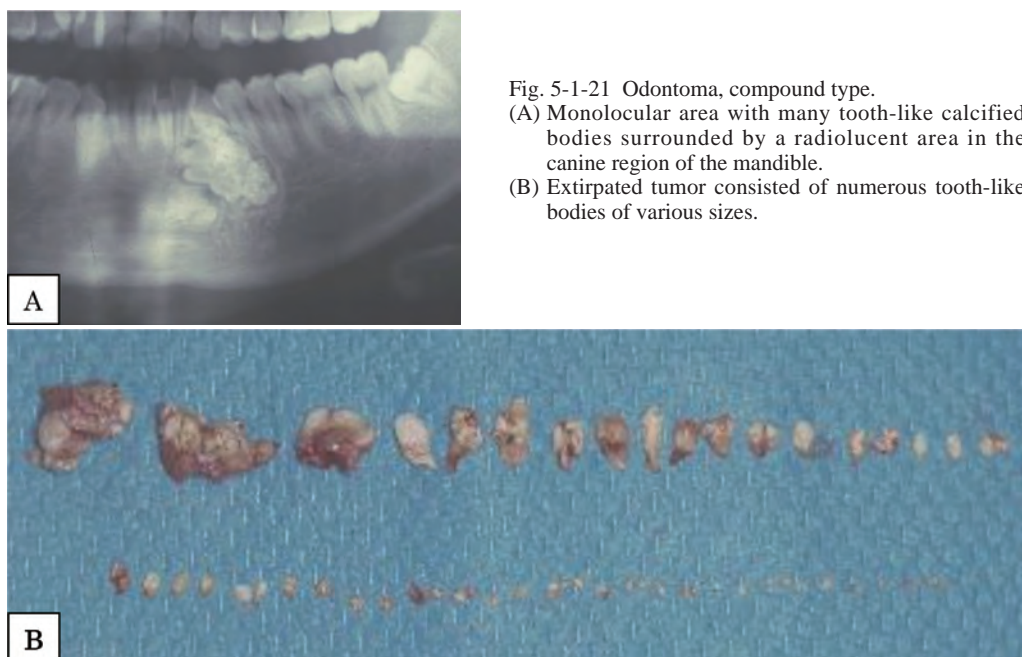 Fig. 5-1-21 Odontoma, compound type.
(A) Monolocular area with many tooth-like calcified
bodies surrounded by a radiolucent area in the
canine region of the mandible.
(B) Extirpated tumor consisted of numerous tooth-like
bodies of various sizes.
A
B